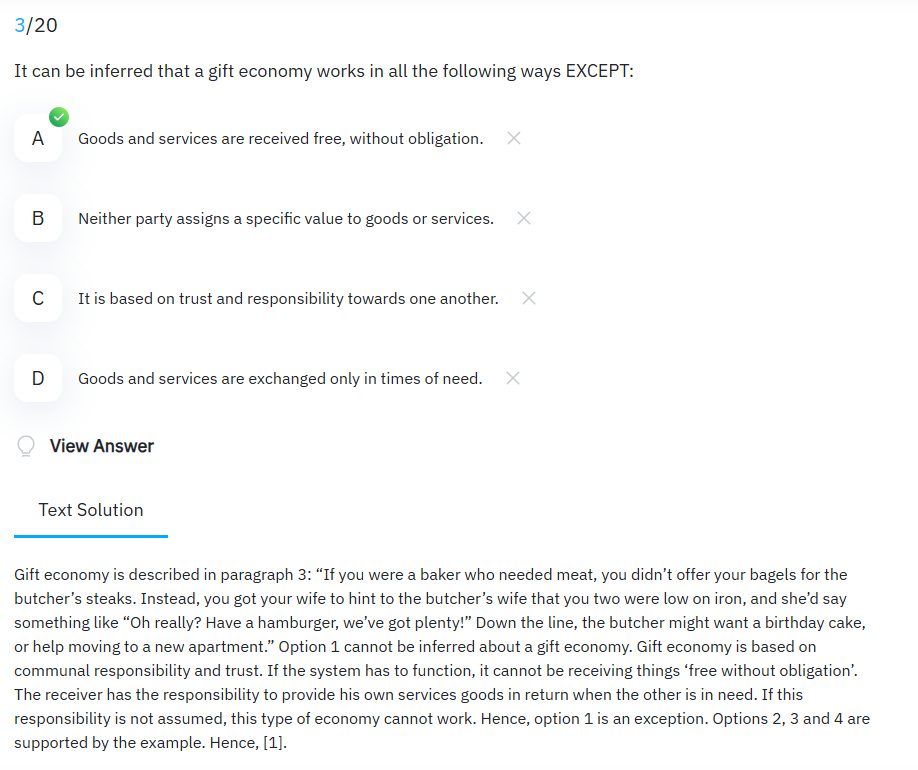 3/20
It can be inferred that a gift economy works in all the following ways EXCEPT:
A Goods and services are received free, without obligation.
B Neither party assigns a specific value to goods or services.
C It is based on trust and responsibility towards one another.
D Goods and services are exchanged only in times of need.
View Answer
Text Solution
Gift economy is described in paragraph 3: “If you were a baker who needed meat, you didn’t offer your bagels for the
butcher’s steaks. Instead, you got your wife to hint to the butcher’s wife that you two were low on iron, and she’d say
something like “Oh really? Have a hamburger, we’ve got plenty!” Down the line, the butcher might want a birthday cake,
or help moving to a new apartment.” Option 1 cannot be inferred about a gift economy. Gift economy is based on
communal responsibility and trust. If the system has to function, it cannot be receiving things ‘free without obligation’.
The receiver has the responsibility to provide his own services goods in return when the other is in need. If this
responsibility is not assumed, this type of economy cannot work. Hence, option 1 is an exception. Options 2, 3 and 4 are
supported by the example. Hence, [1].